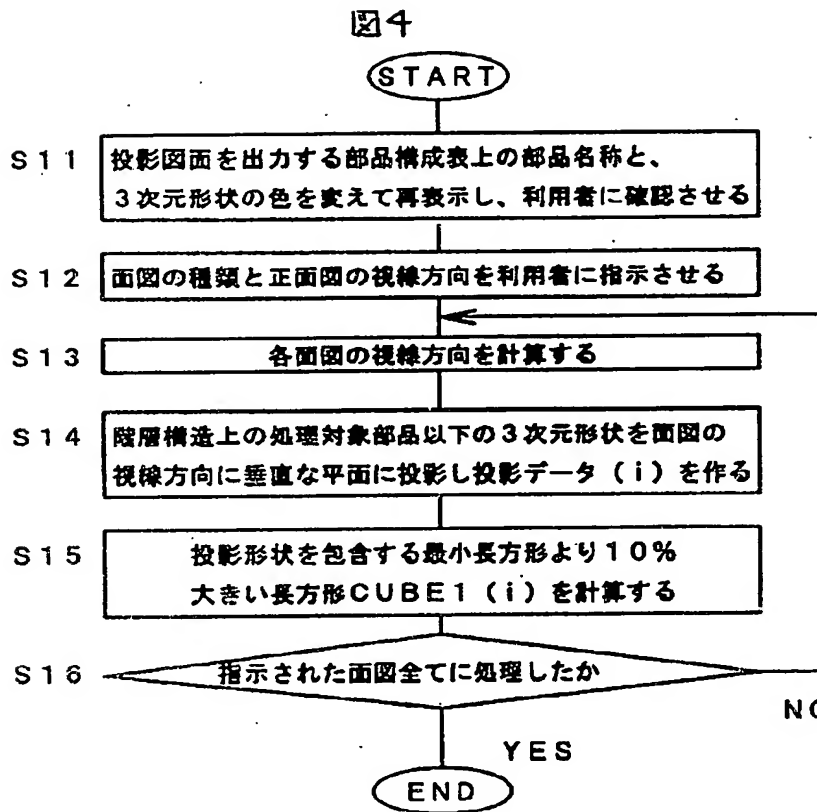 図4
START
S11 投影図面を出力する部品構成表上の部品名称と、
3次元形状の色を変えて再表示し、利用者に確認させる
S12 面図の種類と正面図の視線方向を利用者に指示させる
S13 各面図の視線方向を計算する
S14 階層構造上の処理対象部品以下の3次元形状を面図の
視線方向に垂直な平面に投影し投影データ(i)を作る
S15 投影形状を包含する最小長方形より10%
大きい長方形CUBE1(i)を計算する
S16 指示された面図全てに処理したか
NO
YES
END